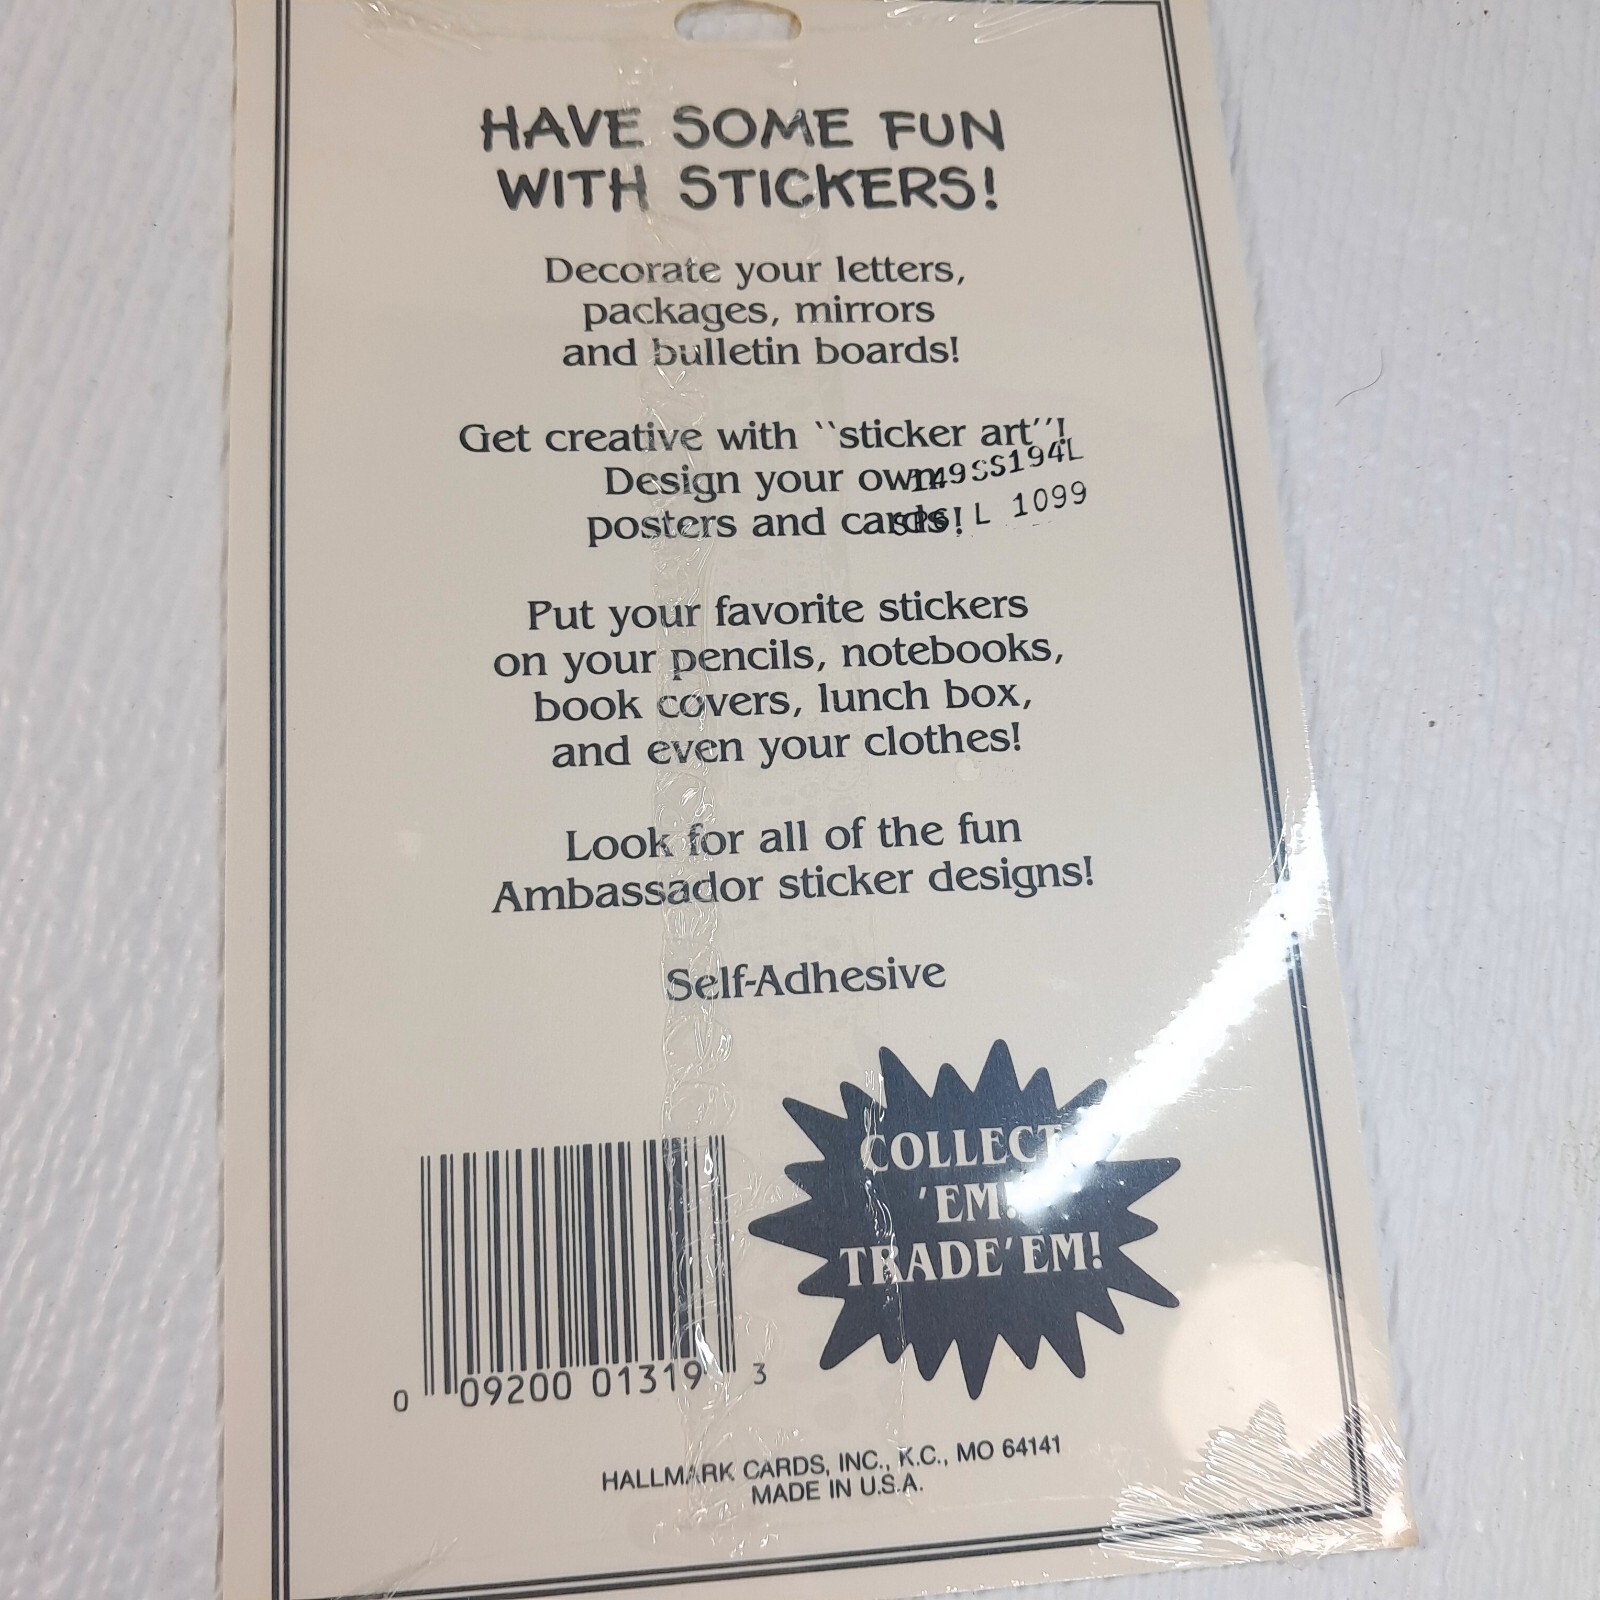 HAVE SOME FUN
WITH STICKERS!
Decorate your letters,
packages, mirrors
and bulletin boards!
Get creative with "sticker art"!
Design your own
posters and cards!
L 1099
Put your favorite stickers
on your pencils, notebooks,
book covers, lunch box,
and even your clothes!
Look for all of the fun
Ambassador sticker designs!
Self-Adhesive
COLLECT
'EM!
TRADE 'EM!
0 09200 01319 3
HALLMARK CARDS, INC., K.C., MO 64141
MADE IN U.S.A.